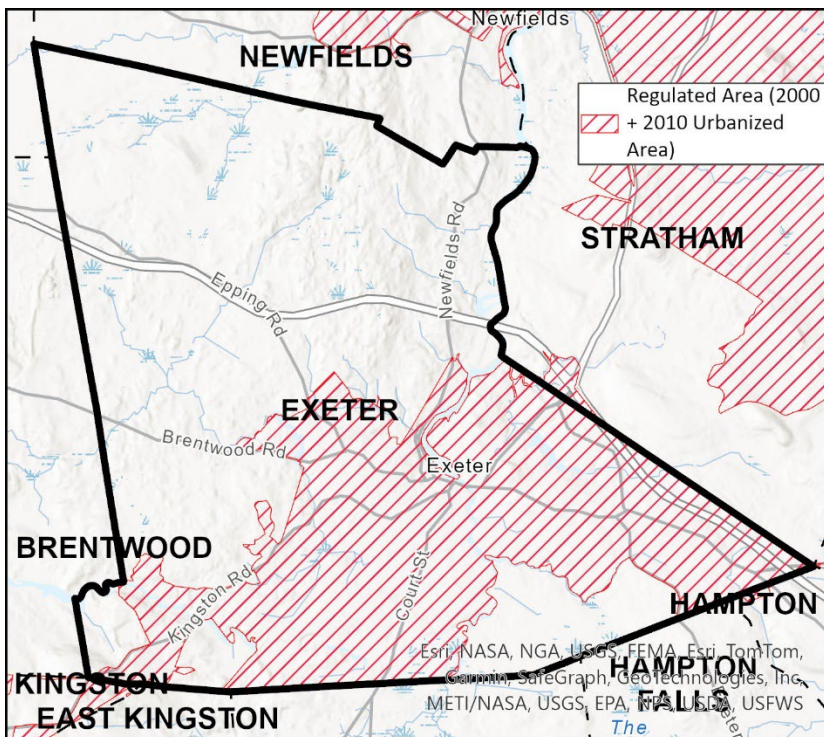 Newfields
NEWFIELDS
Regulated Area (2000
+ 2010 Urbanized
Area)
STRATHAM
Newfields Rd
Epping Rd
EXETER
Brentwood Rd
Exeter
BRENTWOOD
Kingston Rd
Court St
HAMPTON
Esri, NASA, NGA, USGS, FEMA, Esri, TomTom,
Garmin, SafeGraph, GeoTechnologies, Inc,
METI/NASA, USGS, EPA, NPS, USDA, USFWS
HAMPTON
FALLS
KINGSTON
EAST KINGSTON
The